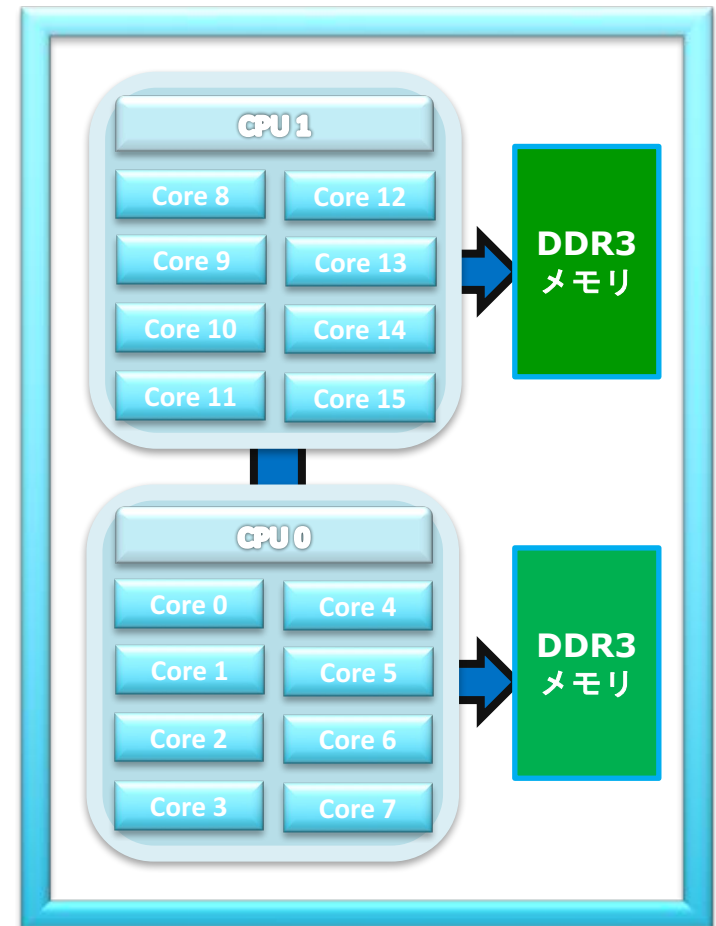 CPU 1
Core 8
Core 12
Core 9
Core 13
Core 10
Core 14
Core 11
Core 15
DDR3
メモリ
CPU 0
Core 0
Core 4
Core 1
Core 5
Core 2
Core 6
Core 3
Core 7
DDR3
メモリ